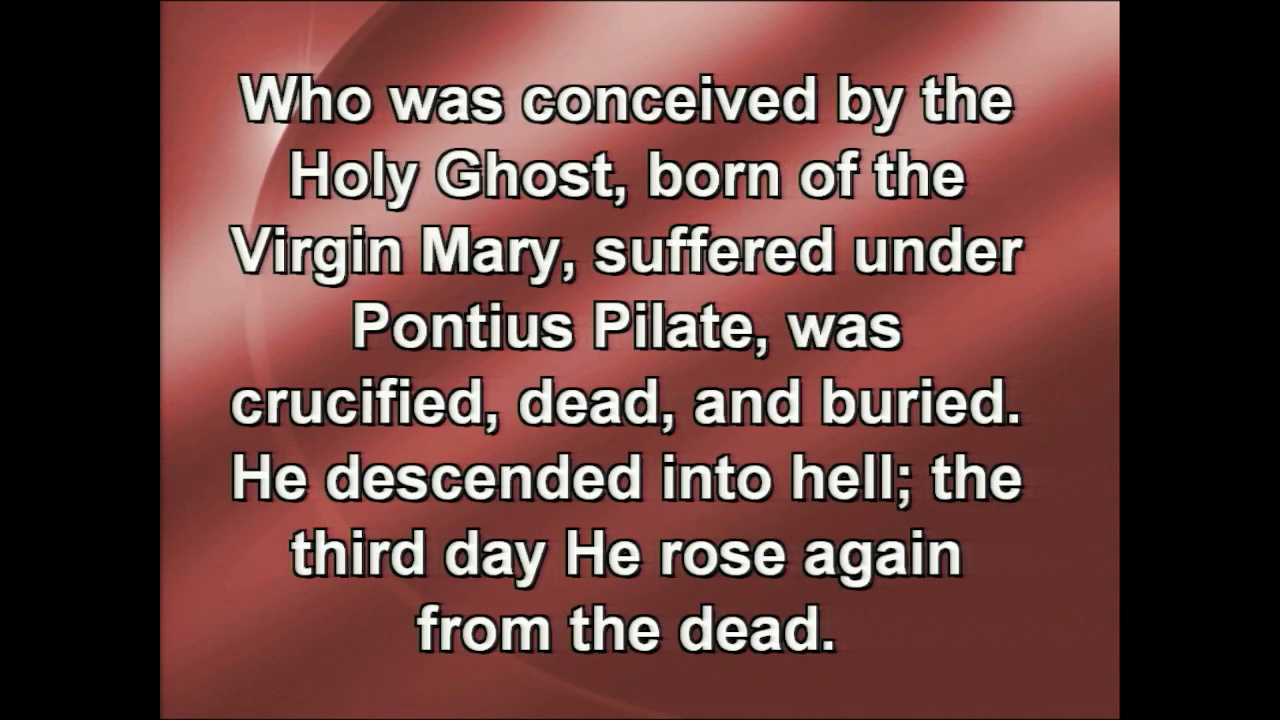 Who was conceived by the
Holy Ghost, born of the
Virgin Mary, suffered under
Pontius Pilate, was
crucified, dead, and buried.
He descended into hell; the
third day He rose again
from the dead.